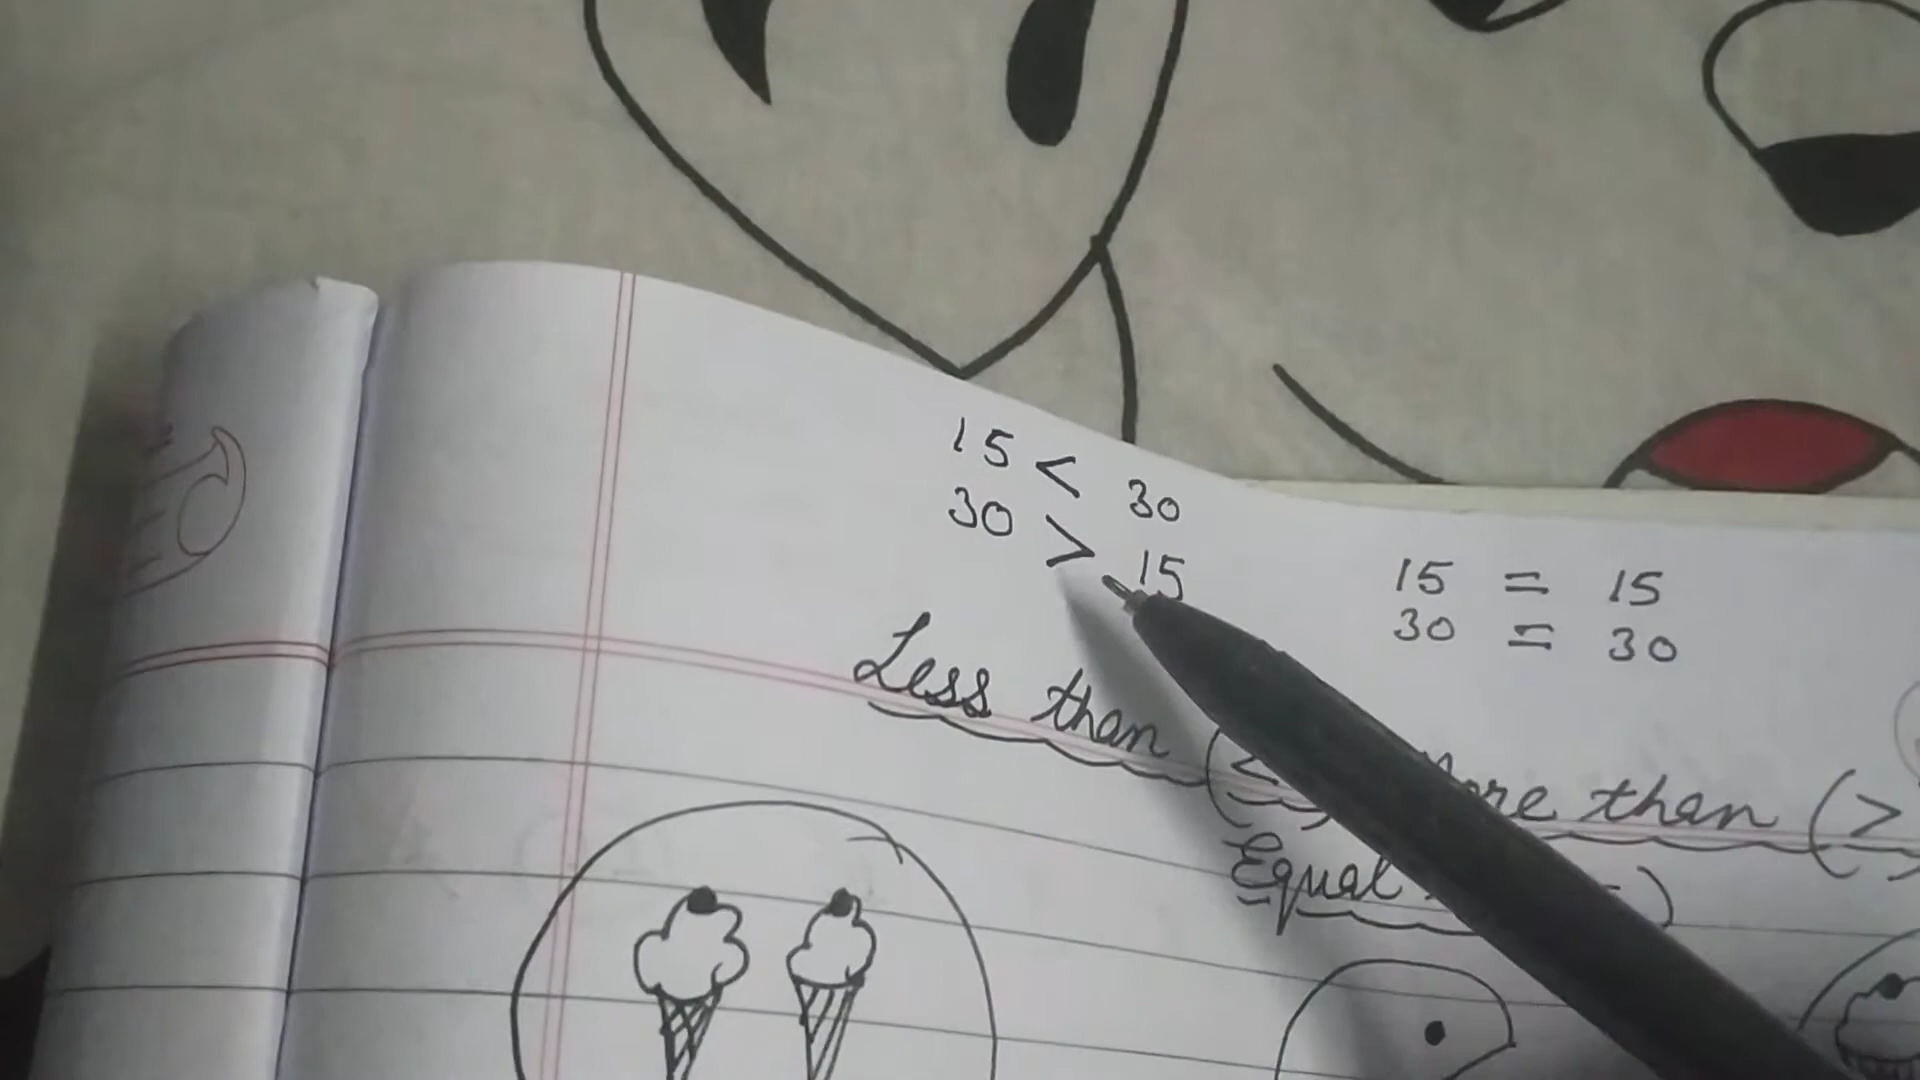 15 < 30
30 > 15
15 = 15
30 = 30
Less than (< More than (>
Equal